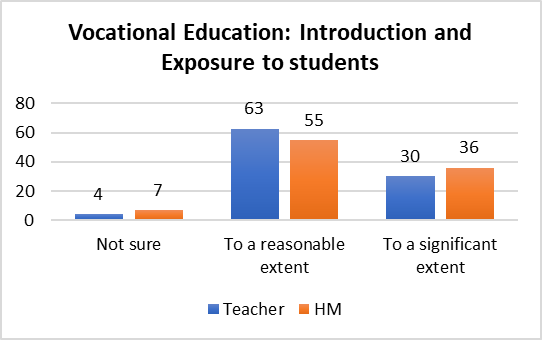 Vocational Education: Introduction and
Exposure to students
80
60
40
20
0
4
7
63
55
30
36
Not sure
To a reasonable
extent
To a significant
extent
Teacher
HM